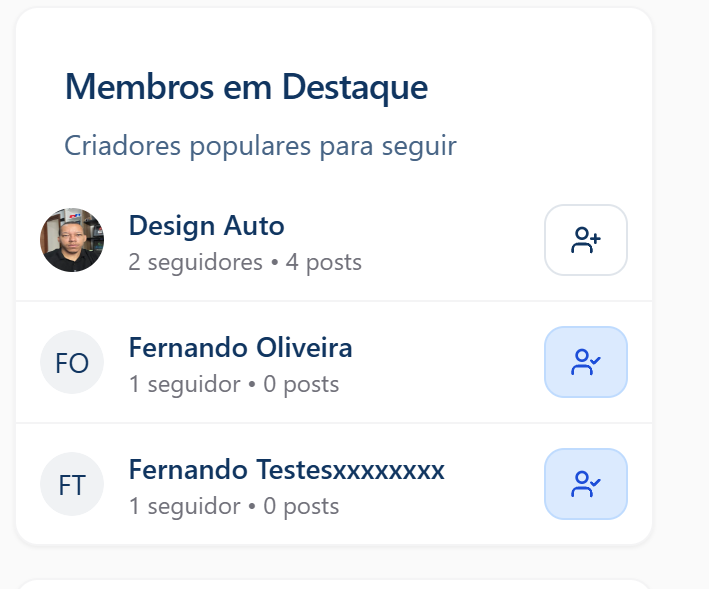 Membros em Destaque
Criadores populares para seguir
Design Auto
2 seguidores • 4 posts
FO
Fernando Oliveira
1 seguidor • 0 posts
FT
Fernando Testesxxxxxxxx
1 seguidor • 0 posts